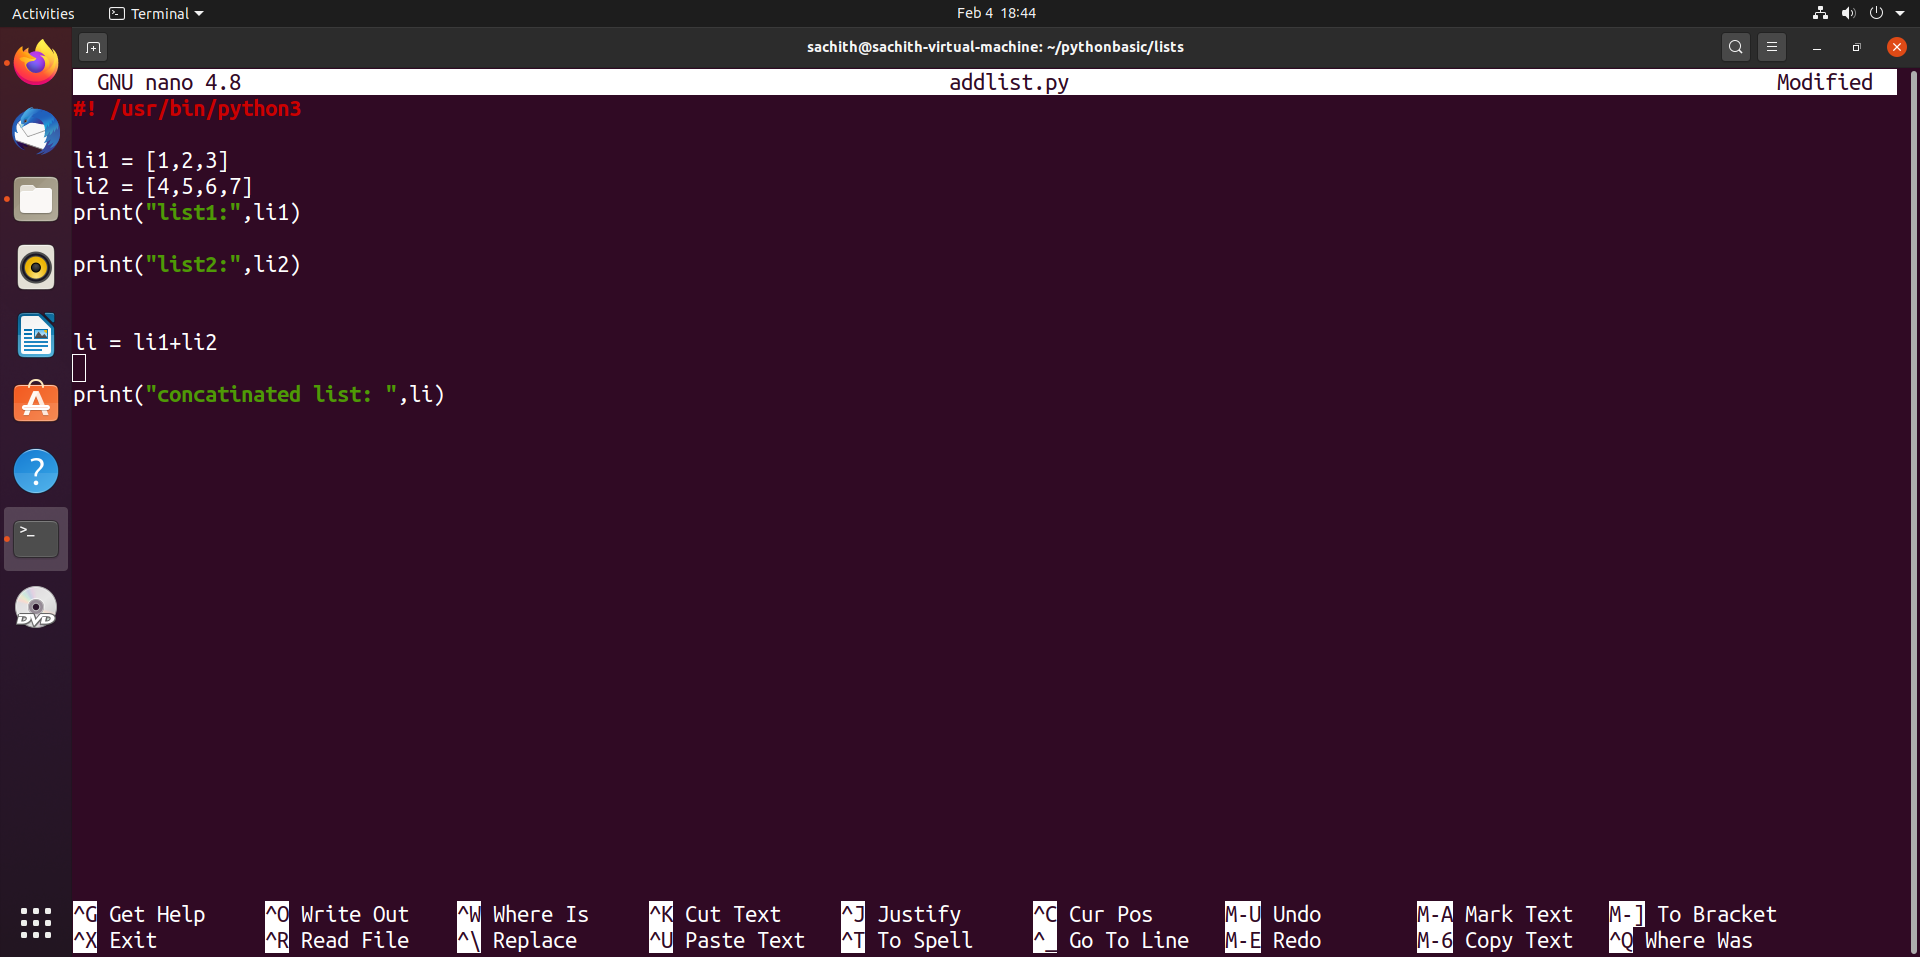 Activities Terminal Feb 4 18:44
sachith@sachith-virtual-machine: ~/pythonbasic/lists
GNU nano 4.8 addlist.py Modified
#! /usr/bin/python3
li1 = [1,2,3]
li2 = [4,5,6,7]
print("list1:",li1)
print("list2:",li2)
li = li1+li2
print("concatinated list: ",li)
>_
DVD
^G Get Help ^O Write Out ^W Where Is ^K Cut Text ^J Justify ^C Cur Pos M-U Undo M-A Mark Text M-] To Bracket
^X Exit ^R Read File ^\ Replace ^U Paste Text ^T To Spell ^_ Go To Line M-E Redo M-6 Copy Text ^Q Where Was